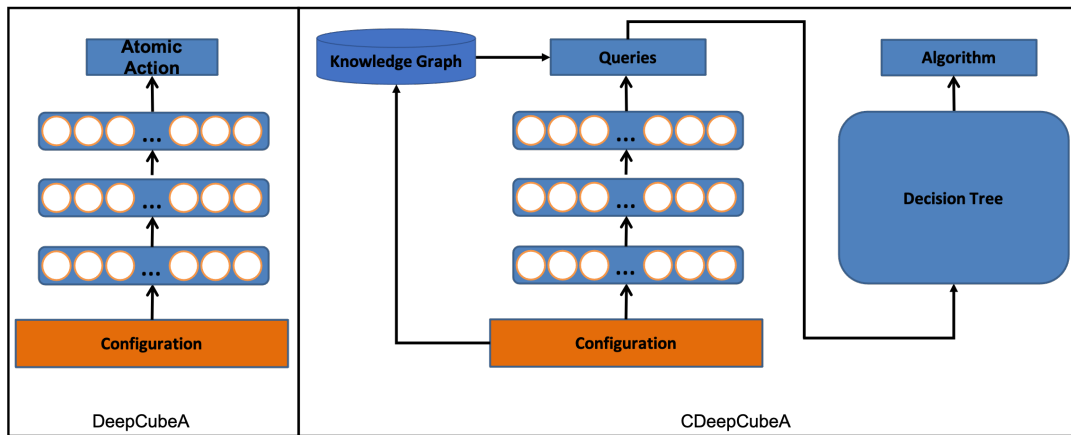 Atomic
Action
...
...
...
Configuration
DeepCubeA
Knowledge Graph
Queries
...
...
...
Configuration
Algorithm
Decision Tree
CDeepCubeA